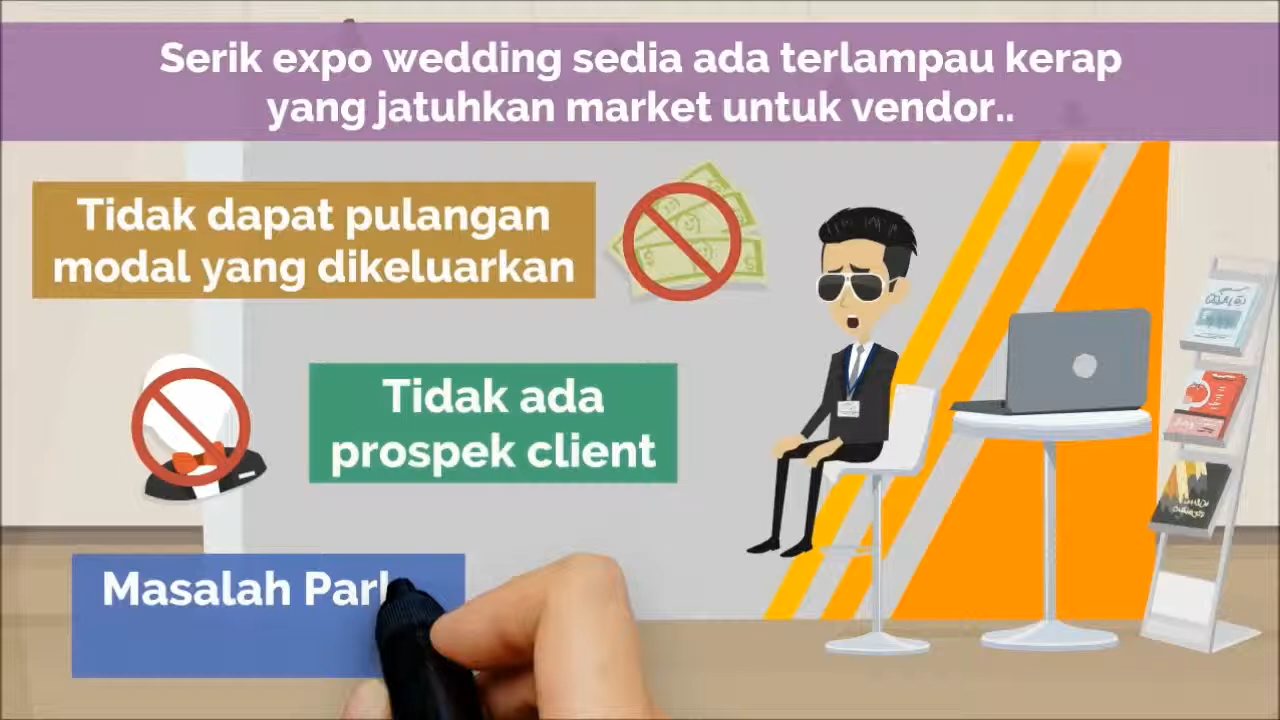 Serik expo wedding sedia ada terlampau kerap
yang jatuhkan market untuk vendor..
Tidak dapat pulangan
modal yang dikeluarkan
Tidak ada
prospek client
Masalah